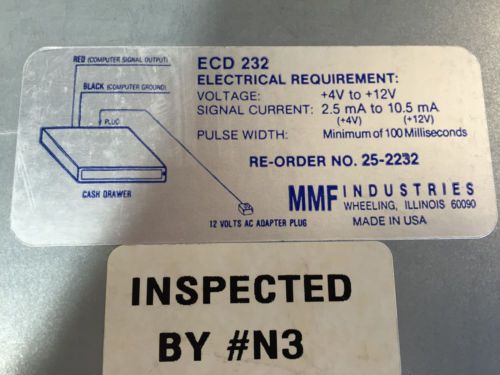 RED (COMPUTER SIGNAL OUTPUT)
BLACK (COMPUTER GROUND)
PLUG
CASH DRAWER
12 VOLTS AC ADAPTER PLUG
ECD 232
ELECTRICAL REQUIREMENT:
VOLTAGE: +4V to +12V
SIGNAL CURRENT: 2.5 mA to 10.5 mA
(+4V) (+12V)
PULSE WIDTH: Minimum of 100 Milliseconds
RE-ORDER NO. 25-2232
MMF INDUSTRIES
WHEELING, ILLINOIS 60090
MADE IN USA
INSPECTED
BY #N3